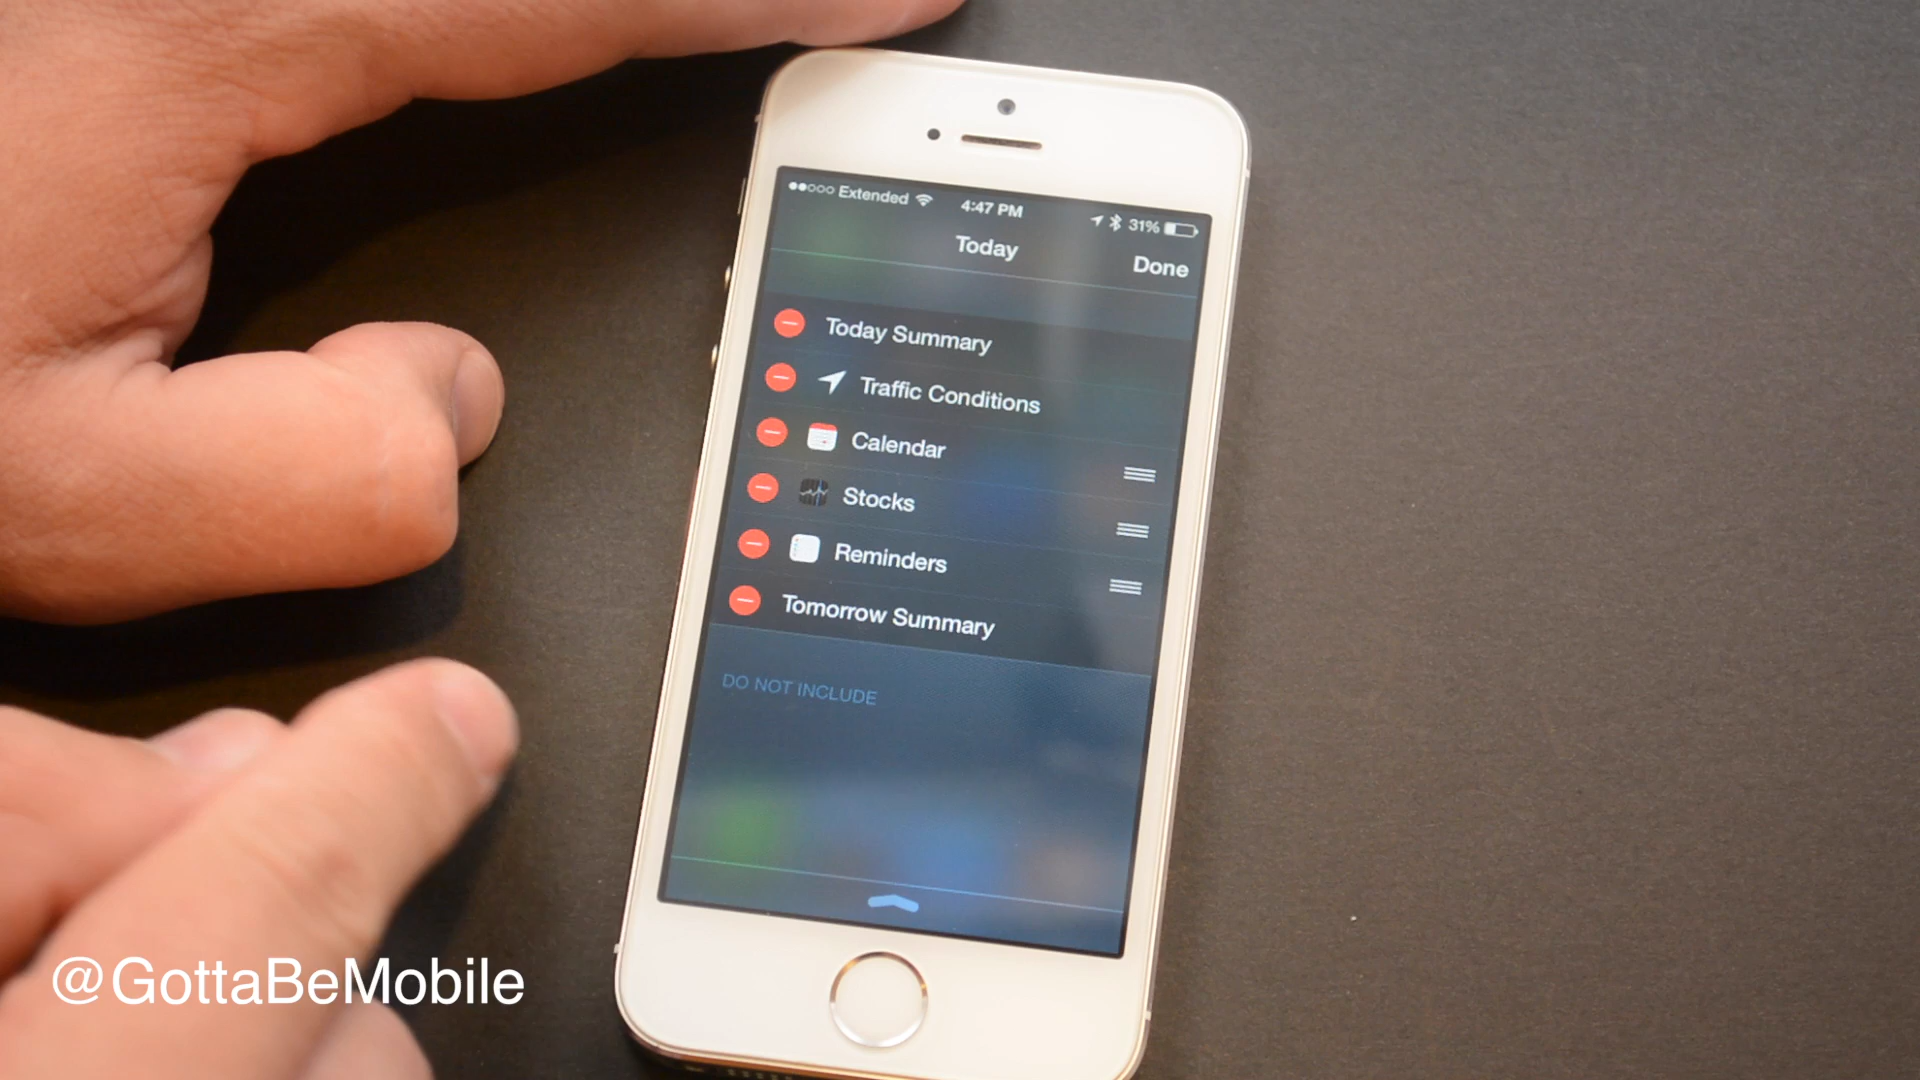 Extended 4:47 PM 31%
Today
Done
Today Summary
Traffic Conditions
Calendar
Stocks
Reminders
Tomorrow Summary
DO NOT INCLUDE
@GottaBeMobile